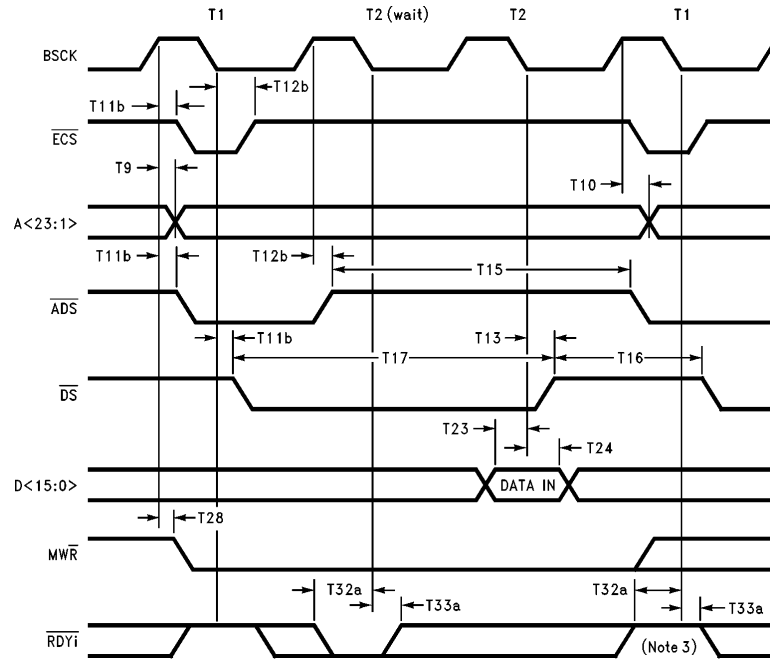 T1 T2 (wait) T2 T1
BSCK
T12b
T11b
ECS
T9
T10
A<23:1>
T11b T12b
T15
ADS
T11b T13
T17 T16
DS
T23
T24
D<15:0> DATA IN
T28
MWR
T32a T32a
T33a T33a
RDYi (Note 3)